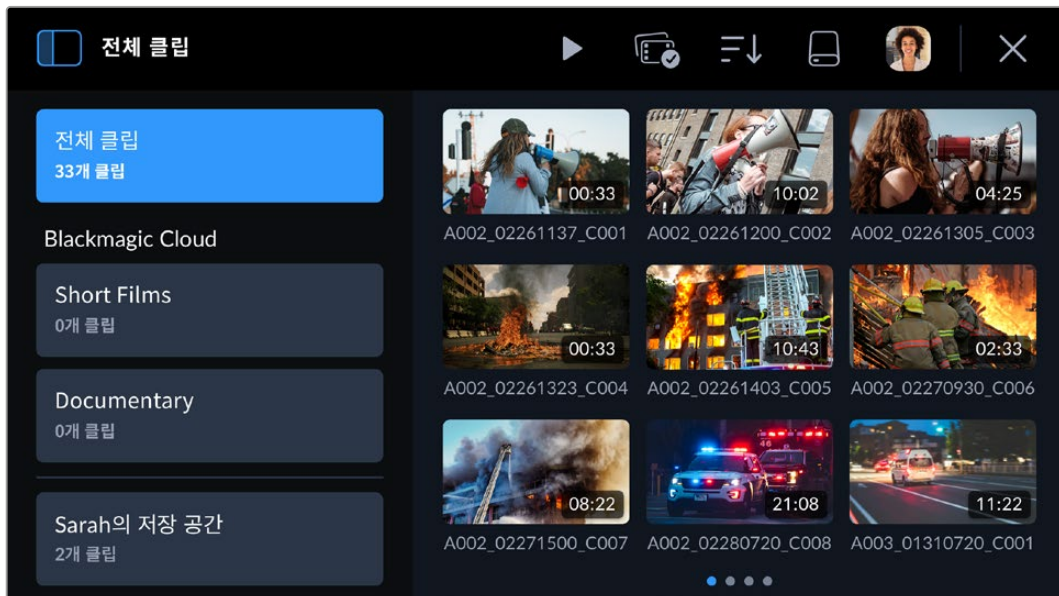 전체 클립
전체 클립
33개 클립
Blackmagic Cloud
Short Films
0개 클립
Documentary
0개 클립
Sarah의 저장 공간
2개 클립
00:33
10:02
04:25
A002_02261137_C001
A002_02261200_C002
A002_02261305_C003
00:33
10:43
02:33
A002_02261323_C004
A002_02261403_C005
A002_02270930_C006
08:22
21:08
11:22
A002_02271500_C007
A002_02280720_C008
A003_01310720_C001